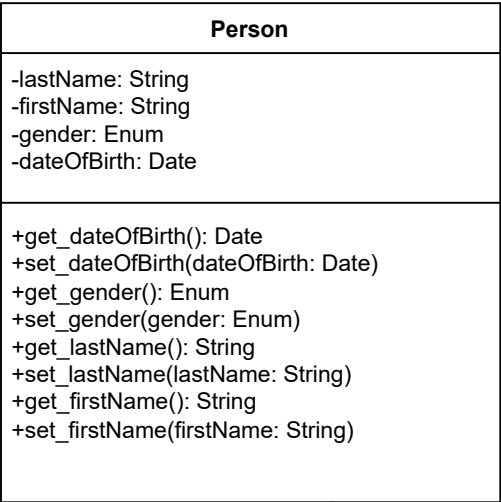 Person
-lastName: String
-firstName: String
-gender: Enum
-dateOfBirth: Date
+get_dateOfBirth(): Date
+set_dateOfBirth(dateOfBirth: Date)
+get_gender(): Enum
+set_gender(gender: Enum)
+get_lastName(): String
+set_lastName(lastName: String)
+get_firstName(): String
+set_firstName(firstName: String)